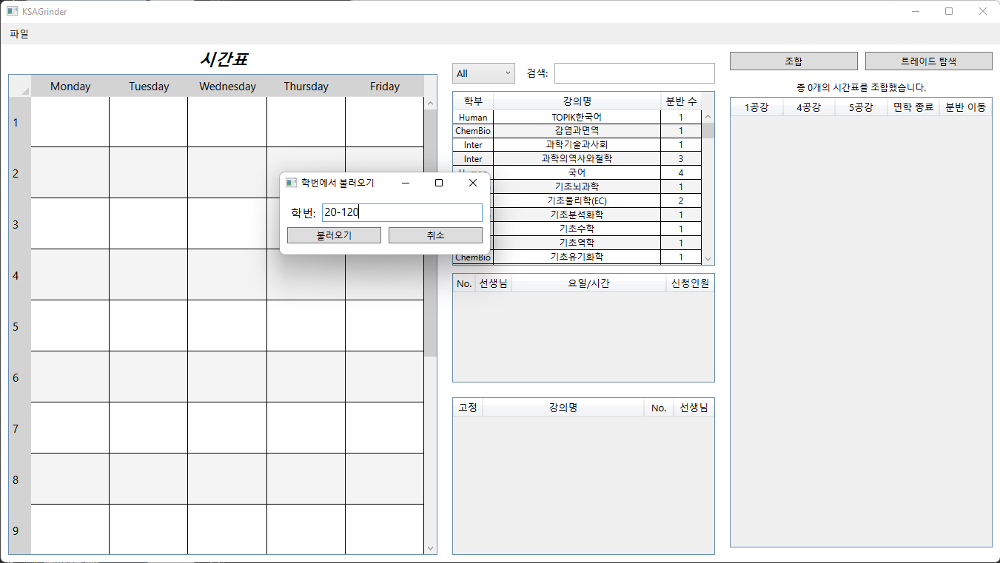 KSAGrinder
파일
시간표
Monday Tuesday Wednesday Thursday Friday
1
2
3
4
5
6
7
8
9
All 검색:
학부 강의명 분반 수
Human TOPIK한국어 1
ChemBio 감염과면역 1
Inter 과학기술과사회 1
Inter 과학의역사와철학 3
국어 4
기초뇌과학 1
기초물리학(EC) 2
기초분석화학 1
기초수학 1
기초역학 1
ChemBio 기초유기화학 1
No. 선생님 요일/시간 신청인원
고정 강의명 No. 선생님
조합 트레이드 탐색
총 0개의 시간표를 조합했습니다.
1공강 4공강 5공강 면학 종료 분반 이동
학번에서 불러오기
학번: 20-120
불러오기 취소